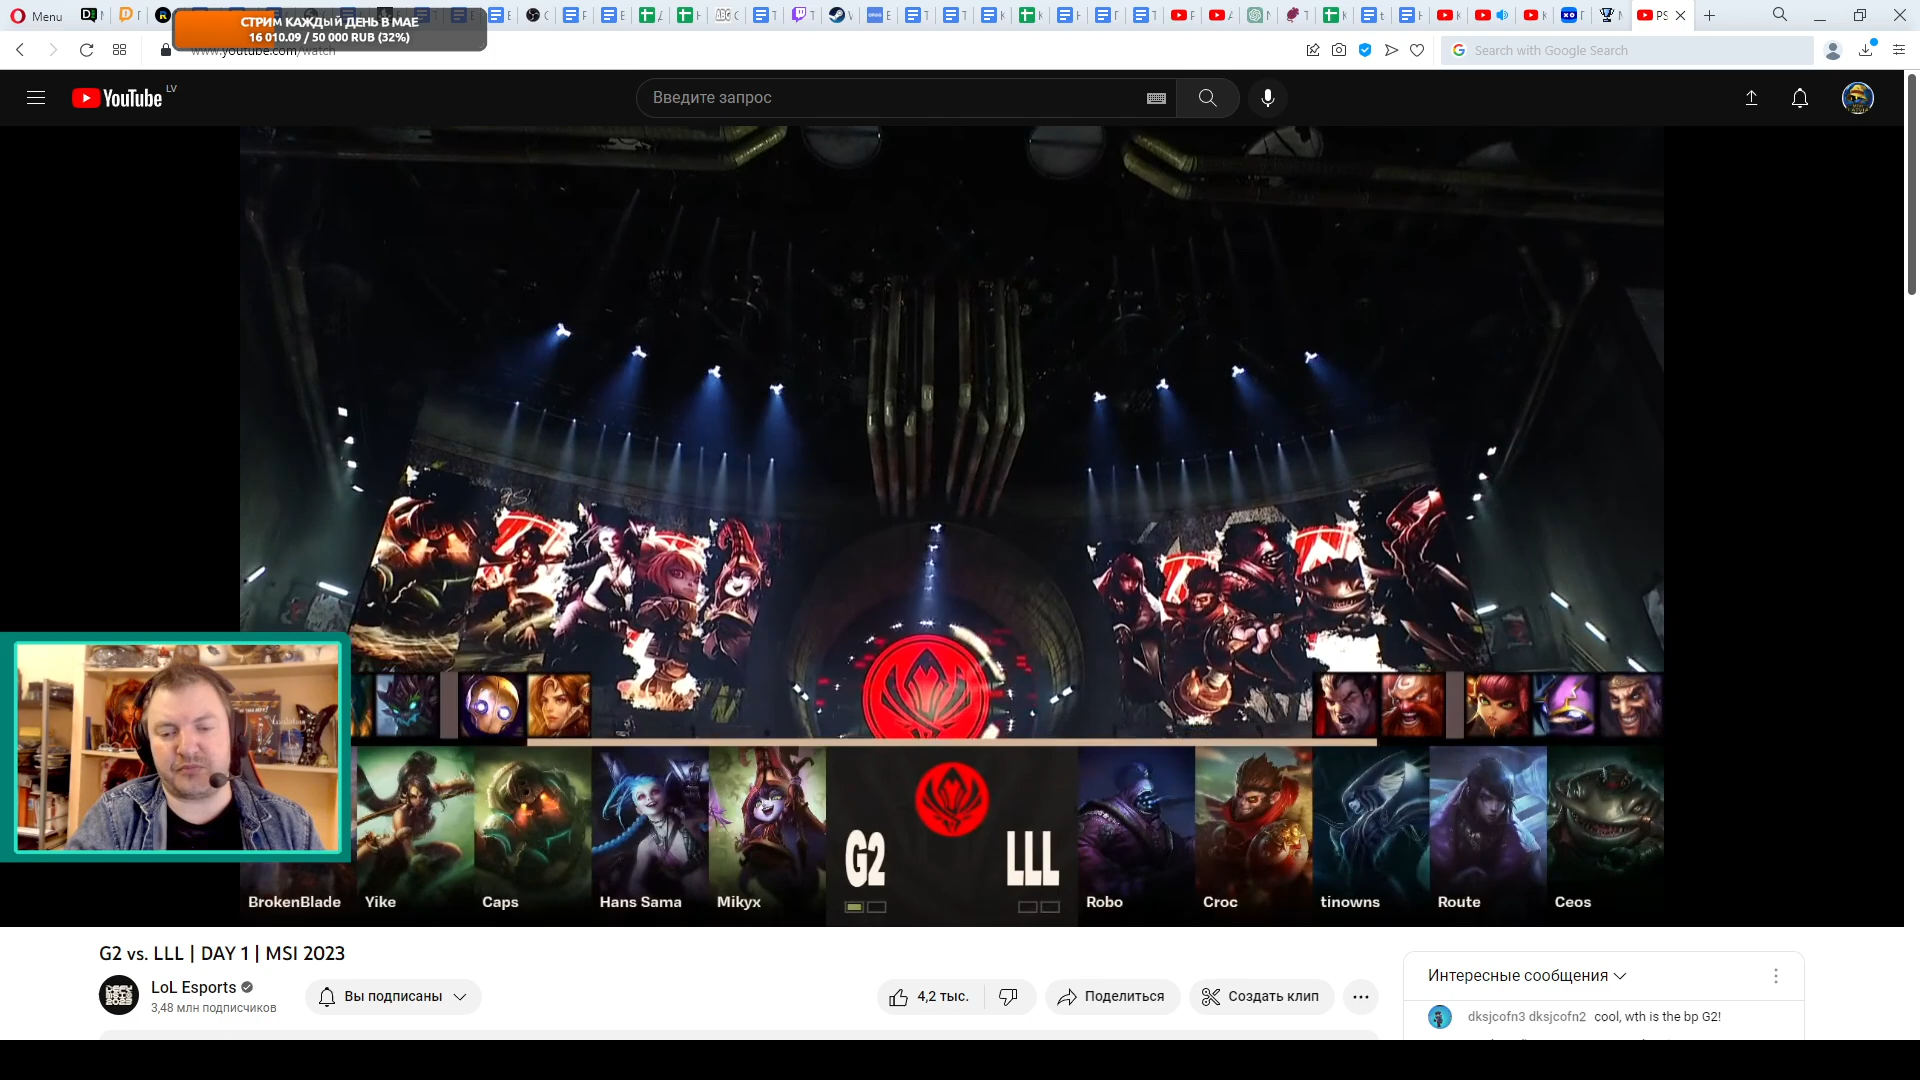 Menu
СТРИМ КАЖДЫЙ ДЕНЬ В МАЕ
16 010.09 / 50 000 RUB (32%)
www.youtube.com/watch
Search with Google Search
YouTube LV
Введите запрос
BrokenBlade
Yike
Caps
Hans Sama
Mikyx
G2
LLL
Robo
Croc
tinowns
Route
Ceos
G2 vs. LLL | DAY 1 | MSI 2023
LoL Esports
3,48 млн подписчиков
Вы подписаны
4,2 тыс.
Поделиться
Создать клип
Интересные сообщения
dksjcofn3 dksjcofn2 cool, wth is the bp G2!